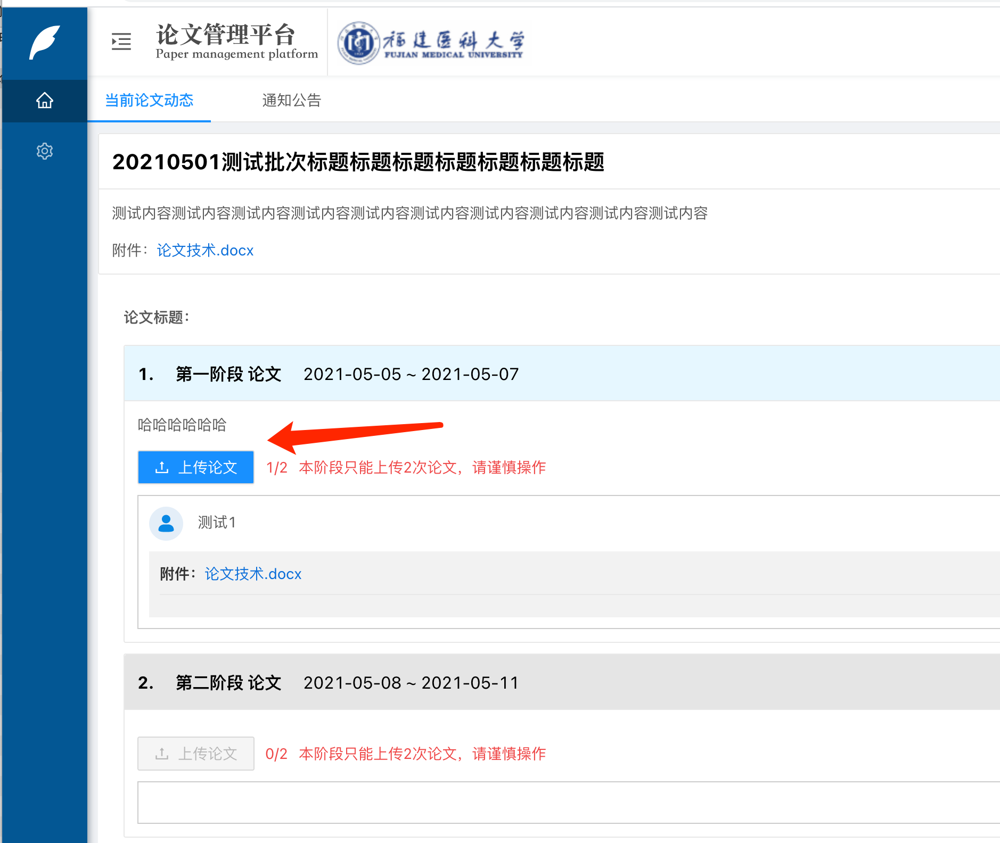 论文管理平台
Paper management platform
福建医科大学
FUJIAN MEDICAL UNIVERSITY
当前论文动态
通知公告
20210501测试批次标题标题标题标题标题标题标题
测试内容测试内容测试内容测试内容测试内容测试内容测试内容测试内容测试内容测试内容
附件：论文技术.docx
论文标题：
1. 第一阶段 论文 2021-05-05 ~ 2021-05-07
哈哈哈哈哈哈
上传论文 1/2 本阶段只能上传2次论文，请谨慎操作
测试1
附件：论文技术.docx
2. 第二阶段 论文 2021-05-08 ~ 2021-05-11
上传论文 0/2 本阶段只能上传2次论文，请谨慎操作